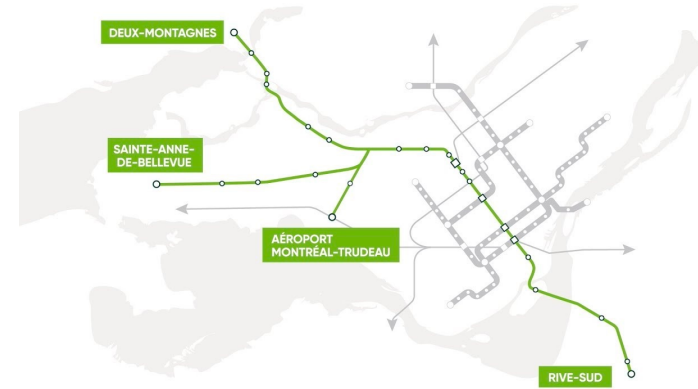 DEUX-MONTAGNES
SAINTE-ANNE-
DE-BELLEVUE
AÉROPORT
MONTRÉAL-TRUDEAU
RIVE-SUD